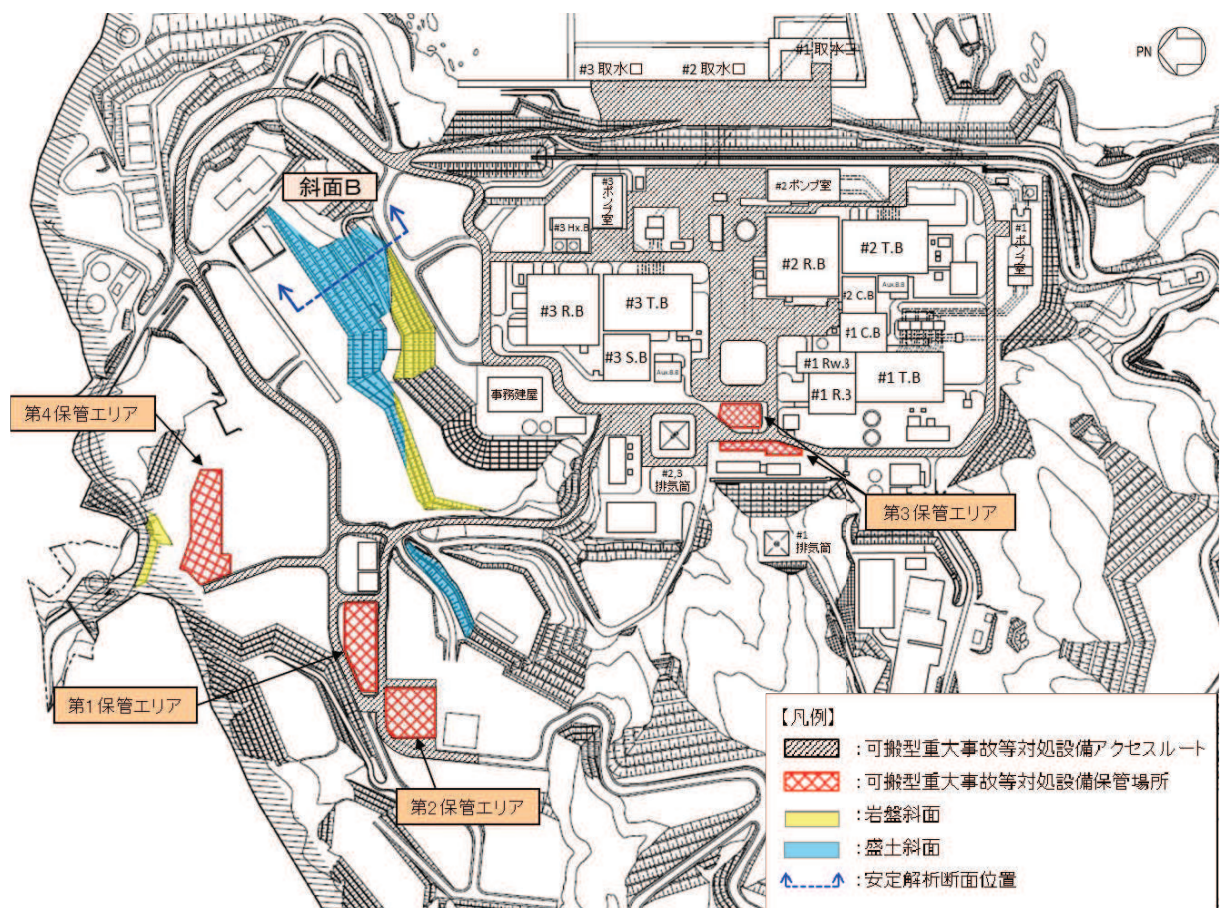 #1取水口
#3取水口
#2取水口
PN
斜面B
#3
ポンプ室
#2ポンプ室
#3 Hx.B
#1
ポンプ室
#2 R.B
#2 T.B
Aux.B.B
#2 C.B
#3 R.B
#3 T.B
#1 C.B
#3 S.B
Aux.B.B
#1 Rw.B
#1 T.B
#1 R.B
事務建屋
第4保管エリア
#2,3
排気筒
第3保管エリア
#1
排気筒
第1保管エリア
第2保管エリア
【凡例】
：可搬型重大事故等対処設備アクセスルート
：可搬型重大事故等対処設備保管場所
：岩盤斜面
：盛土斜面
：安定解析断面位置